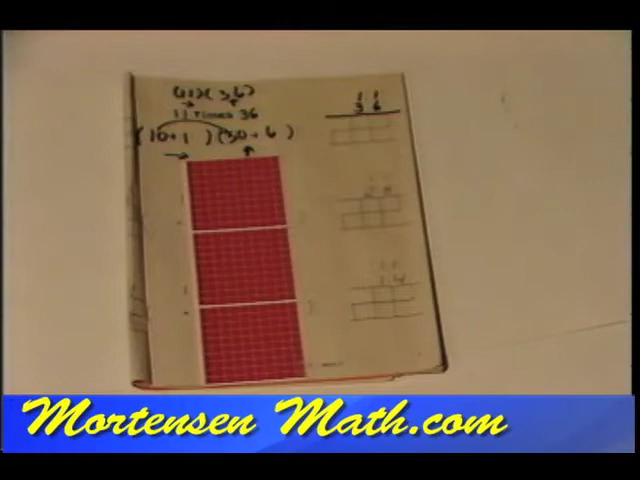 (11)(36)
11 Times 36
(10+1 )(30+6 )
11
36
Mortensen Math.com